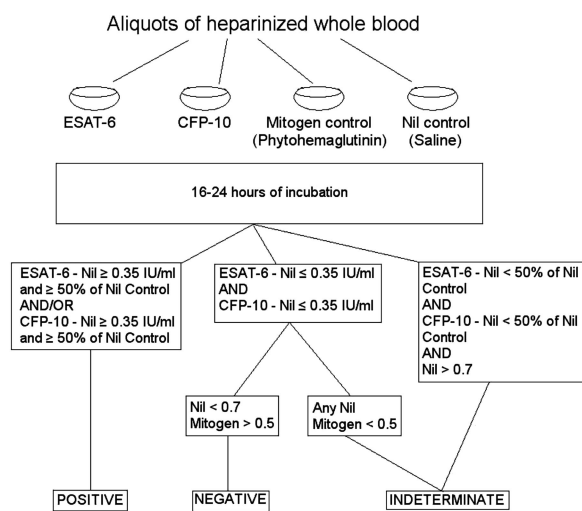 Aliquots of heparinized whole blood
ESAT-6
CFP-10
Mitogen control
(Phytohemaglutinin)
Nil control
(Saline)
16-24 hours of incubation
ESAT-6 - Nil ≥ 0.35 IU/ml
and ≥ 50% of Nil Control
AND/OR
CFP-10 - Nil ≥ 0.35 IU/ml
and ≥ 50% of Nil Control
ESAT-6 - Nil ≤ 0.35 IU/ml
AND
CFP-10 - Nil ≤ 0.35 IU/ml
ESAT-6 - Nil < 50% of Nil
Control
AND
CFP-10 - Nil < 50% of Nil
Control
AND
Nil > 0.7
Nil < 0.7
Mitogen > 0.5
Any Nil
Mitogen < 0.5
POSITIVE
NEGATIVE
INDETERMINATE